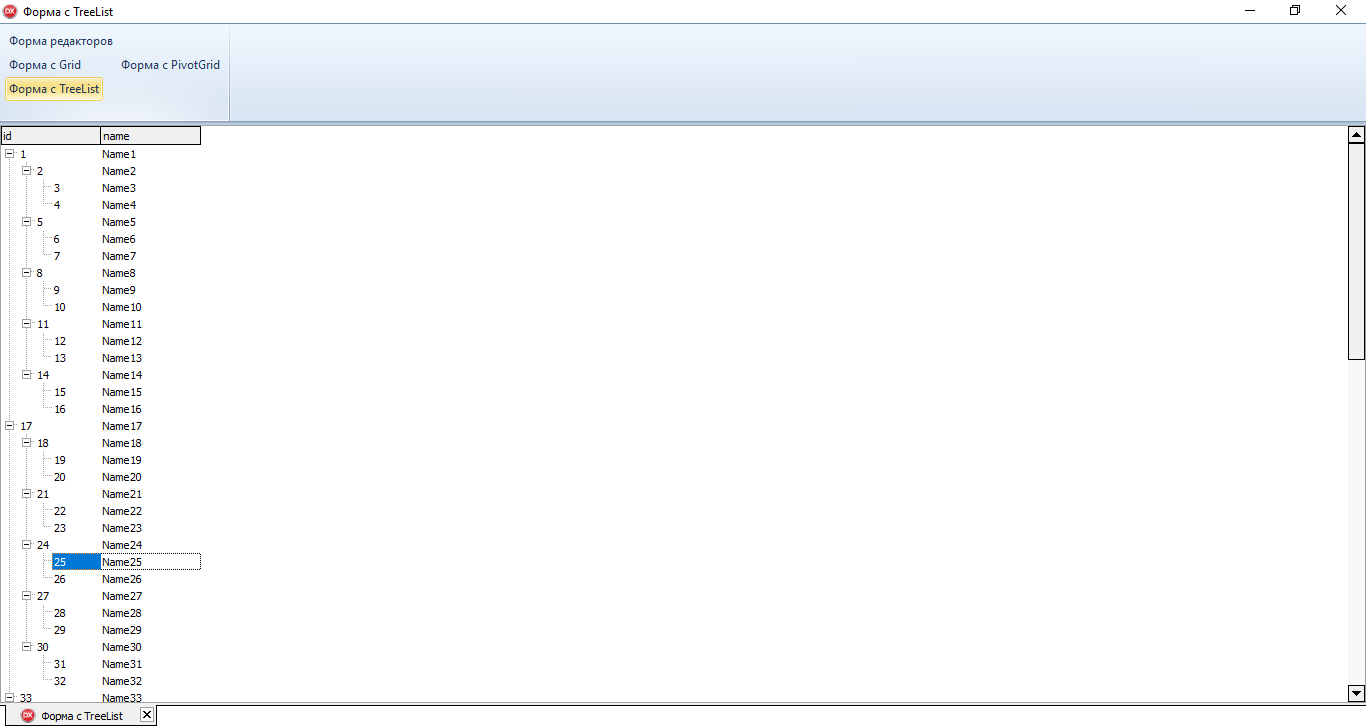 DX Форма с TreeList
Форма редакторов
Форма с Grid Форма с PivotGrid
Форма с TreeList
id name
1 Name1
2 Name2
3 Name3
4 Name4
5 Name5
6 Name6
7 Name7
8 Name8
9 Name9
10 Name10
11 Name11
12 Name12
13 Name13
14 Name14
15 Name15
16 Name16
17 Name17
18 Name18
19 Name19
20 Name20
21 Name21
22 Name22
23 Name23
24 Name24
25 Name25
26 Name26
27 Name27
28 Name28
29 Name29
30 Name30
31 Name31
32 Name32
33 Name33
DX Форма с TreeList